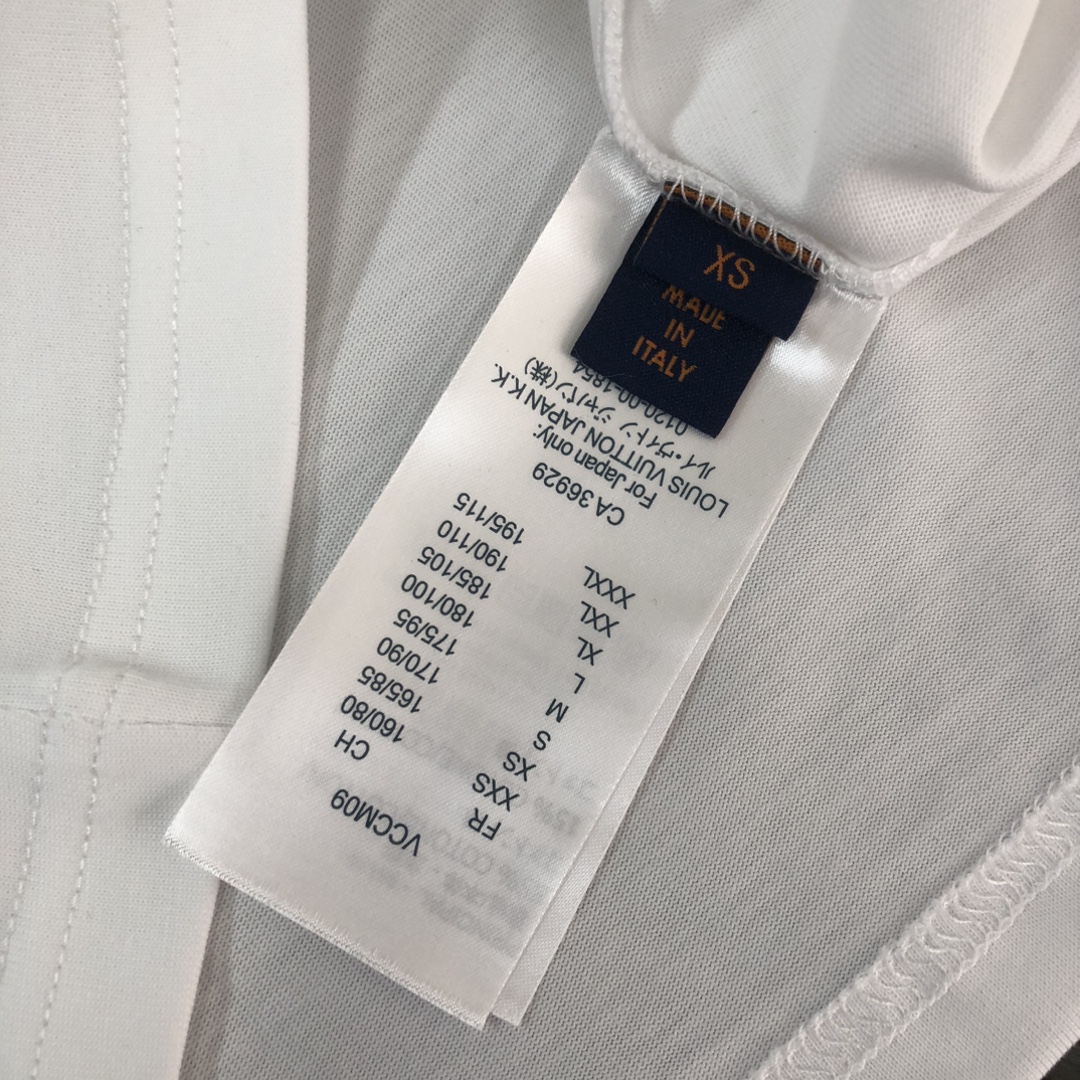 XS
MADE
IN
ITALY
VCCM09
FR CH
XXS 160/80
XS 165/85
S 170/90
M 175/95
L 180/100
XL 185/105
XXL 190/110
XXXL 195/115
CA 36929
For Japan only:
LOUIS VUITTON JAPAN K.K.
ルイ・ヴィトン ジャパン(株)
0120-00-1854